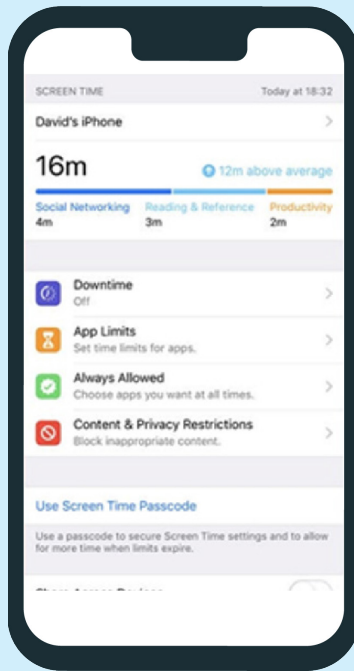 SCREEN TIME Today at 18:32
David's iPhone
16m 12m above average
Social Networking Reading & Reference Productivity
4m 3m 2m
Downtime
Off
App Limits
Set time limits for apps.
Always Allowed
Choose apps you want at all times.
Content & Privacy Restrictions
Block inappropriate content.
Use Screen Time Passcode
Use a passcode to secure Screen Time settings and to allow
for more time when limits expire.